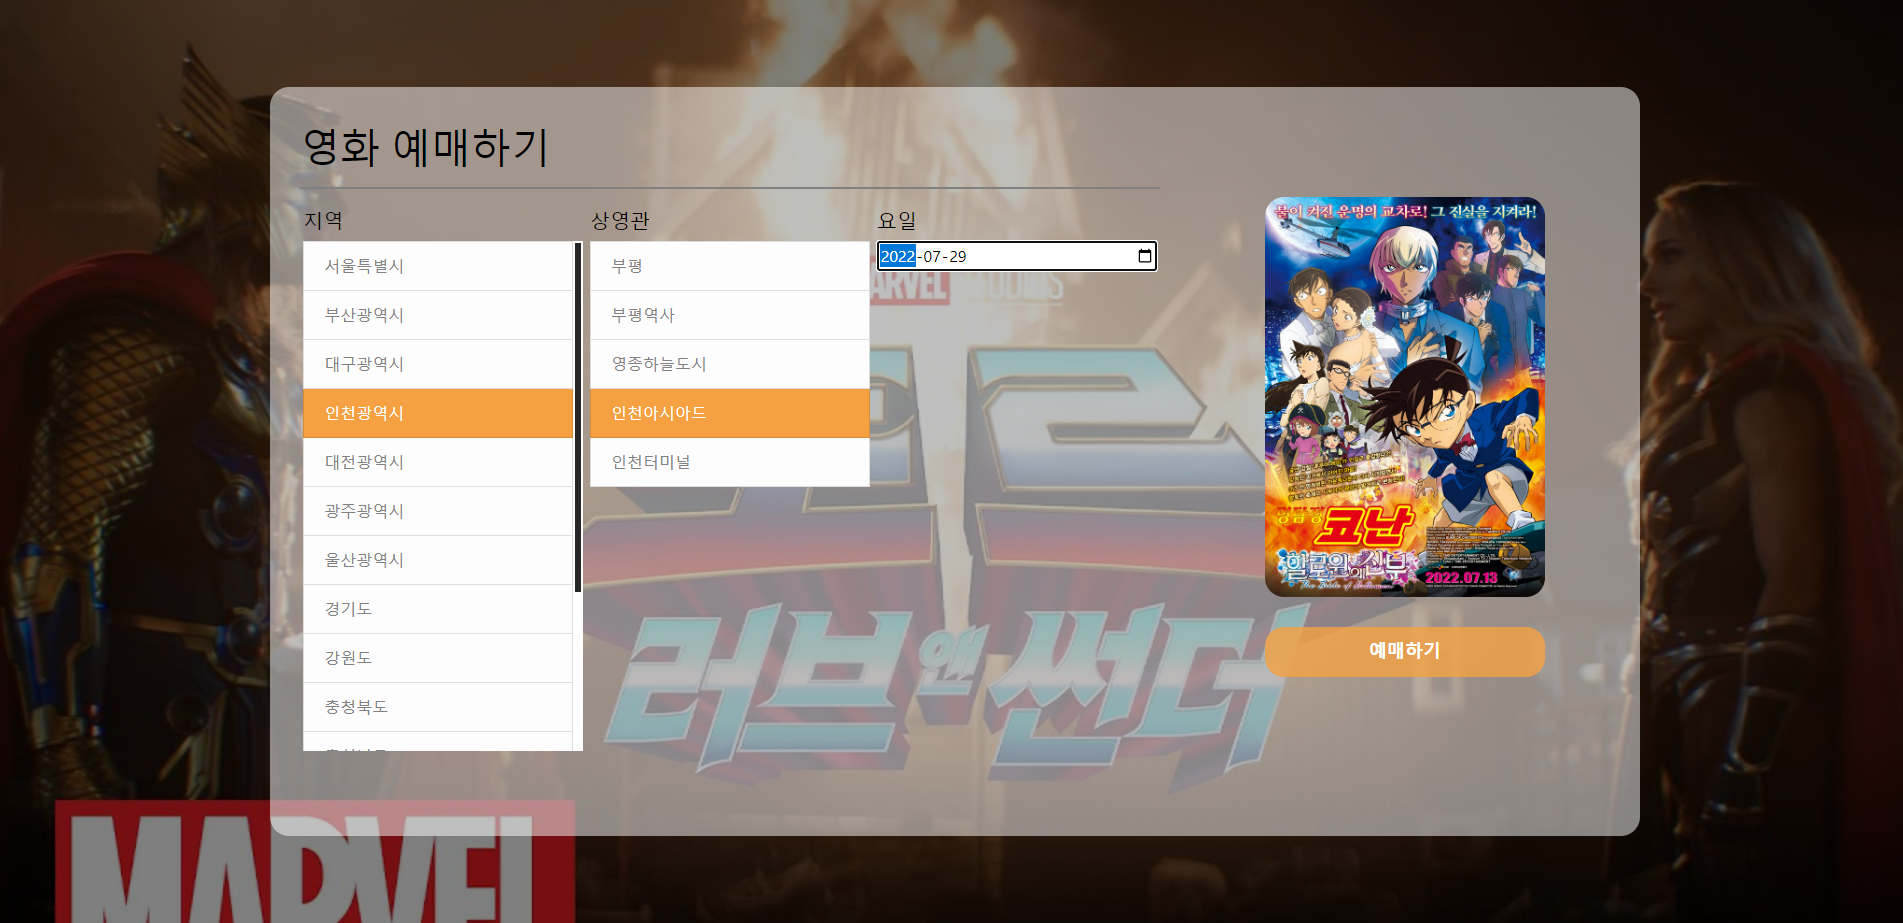 영화 예매하기
지역
상영관
요일
서울특별시
부산광역시
대구광역시
인천광역시
대전광역시
광주광역시
울산광역시
경기도
강원도
충청북도
부평
부평역사
영종하늘도시
인천아시아드
인천터미널
2022-07-29
MARVEL STUDIOS
러브 앤 썬더
MARVEL
불이 켜진 운명의 교차로! 그 진실을 지켜라!
명탐정 코난
할로윈의 신부
The Bride of Halloween
2022.07.13
예매하기